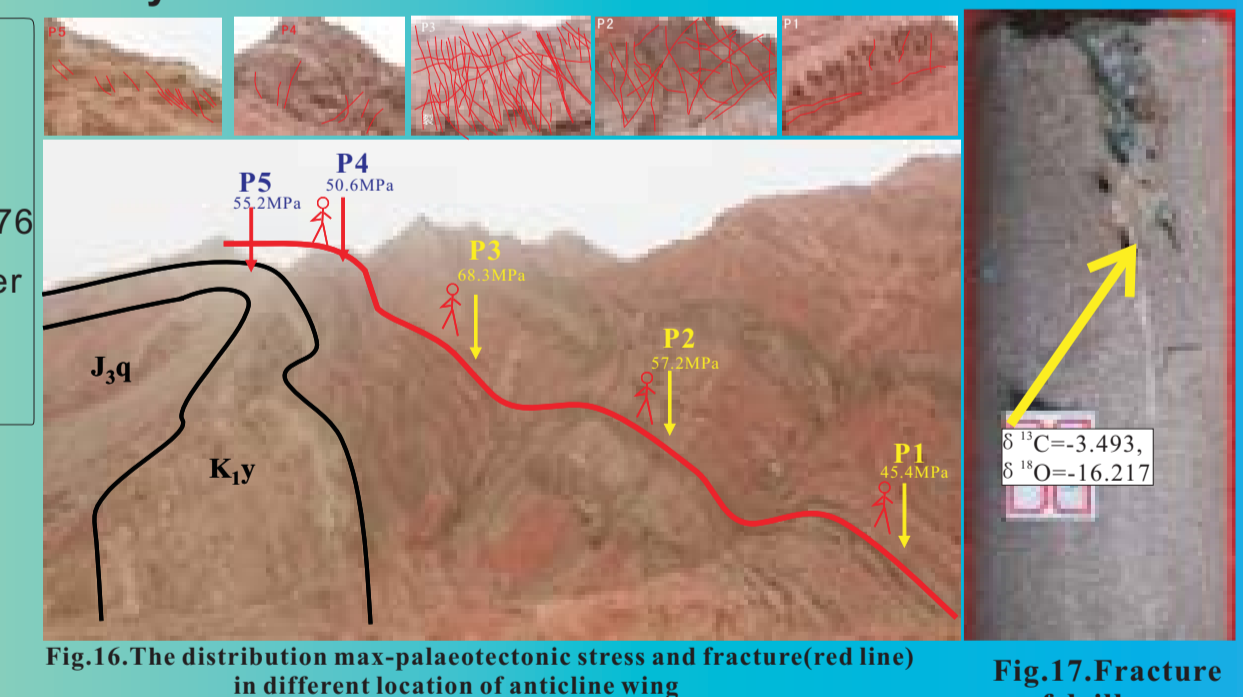 P5
P4
P3
P2
P1
P5
55.2MPa
P4
50.6MPa
P3
68.3MPa
P2
57.2MPa
P1
45.4MPa
76
er
J₃q
K₁y
δ ¹³C=-3.493,
δ ¹⁸O=-16.217
Fig.16.The distribution max-palaeotectonic stress and fracture(red line)
in different location of anticline wing
Fig.17.Fracture